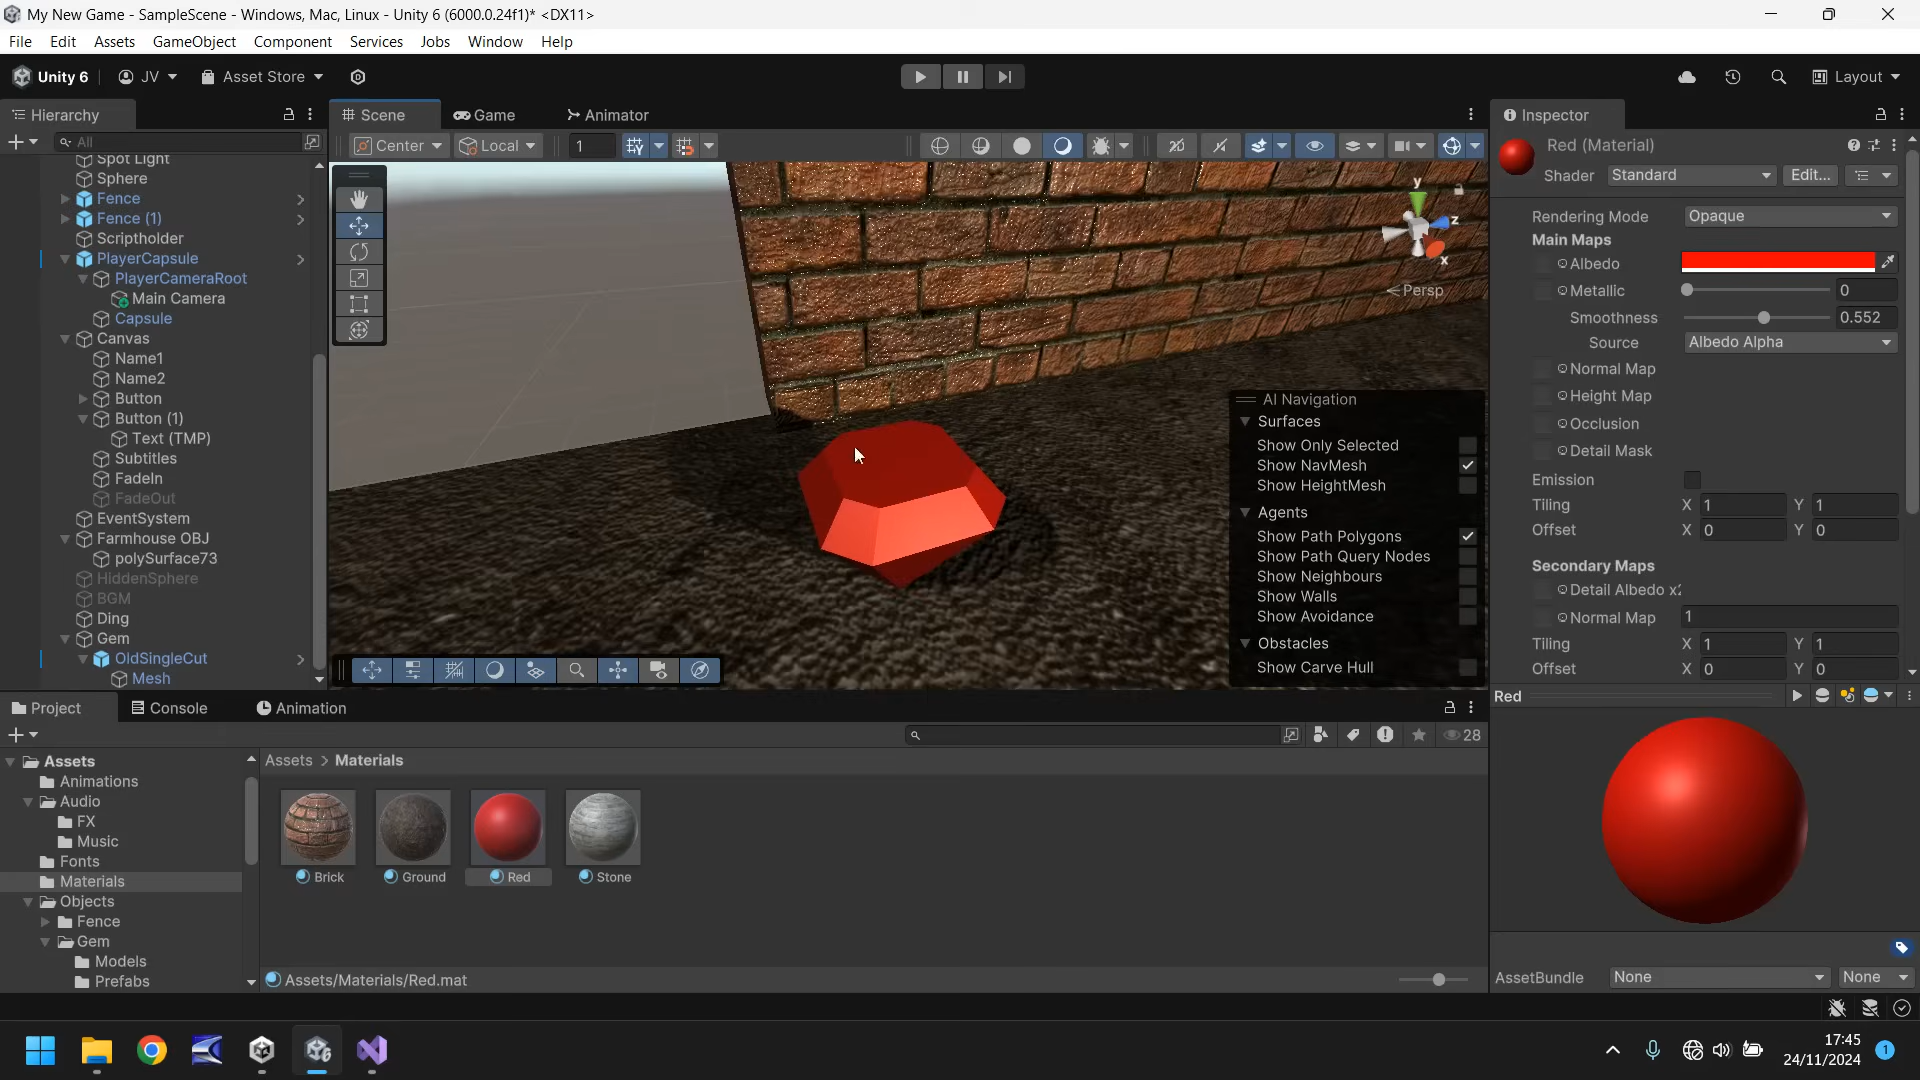 My New Game - SampleScene - Windows, Mac, Linux - Unity 6 (6000.0.24f1)* <DX11>
File Edit Assets GameObject Component Services Jobs Window Help
Unity 6 JV Asset Store Layout
Hierarchy
All
Spot Light
Sphere
Fence
Fence (1)
Scriptholder
PlayerCapsule
PlayerCameraRoot
Main Camera
Capsule
Canvas
Name1
Name2
Button
Button (1)
Text (TMP)
Subtitles
FadeIn
FadeOut
EventSystem
Farmhouse OBJ
polySurface73
HiddenSphere
BGM
Ding
Gem
OldSingleCut
Mesh
Scene Game Animator
Center Local 1
y
z
x
Persp
AI Navigation
Surfaces
Show Only Selected
Show NavMesh
Show HeightMesh
Agents
Show Path Polygons
Show Path Query Nodes
Show Neighbours
Show Walls
Show Avoidance
Obstacles
Show Carve Hull
Inspector
Red (Material)
Shader Standard Edit...
Rendering Mode Opaque
Main Maps
Albedo
Metallic 0
Smoothness 0.552
Source Albedo Alpha
Normal Map
Height Map
Occlusion
Detail Mask
Emission
Tiling X 1 Y 1
Offset X 0 Y 0
Secondary Maps
Detail Albedo x2
Normal Map 1
Tiling X 1 Y 1
Offset X 0 Y 0
Red
AssetBundle None None
Project Console Animation
28
Assets
Animations
Audio
FX
Music
Fonts
Materials
Objects
Fence
Gem
Models
Prefabs
Assets > Materials
Brick Ground Red Stone
Assets/Materials/Red.mat
17:45
24/11/2024
1